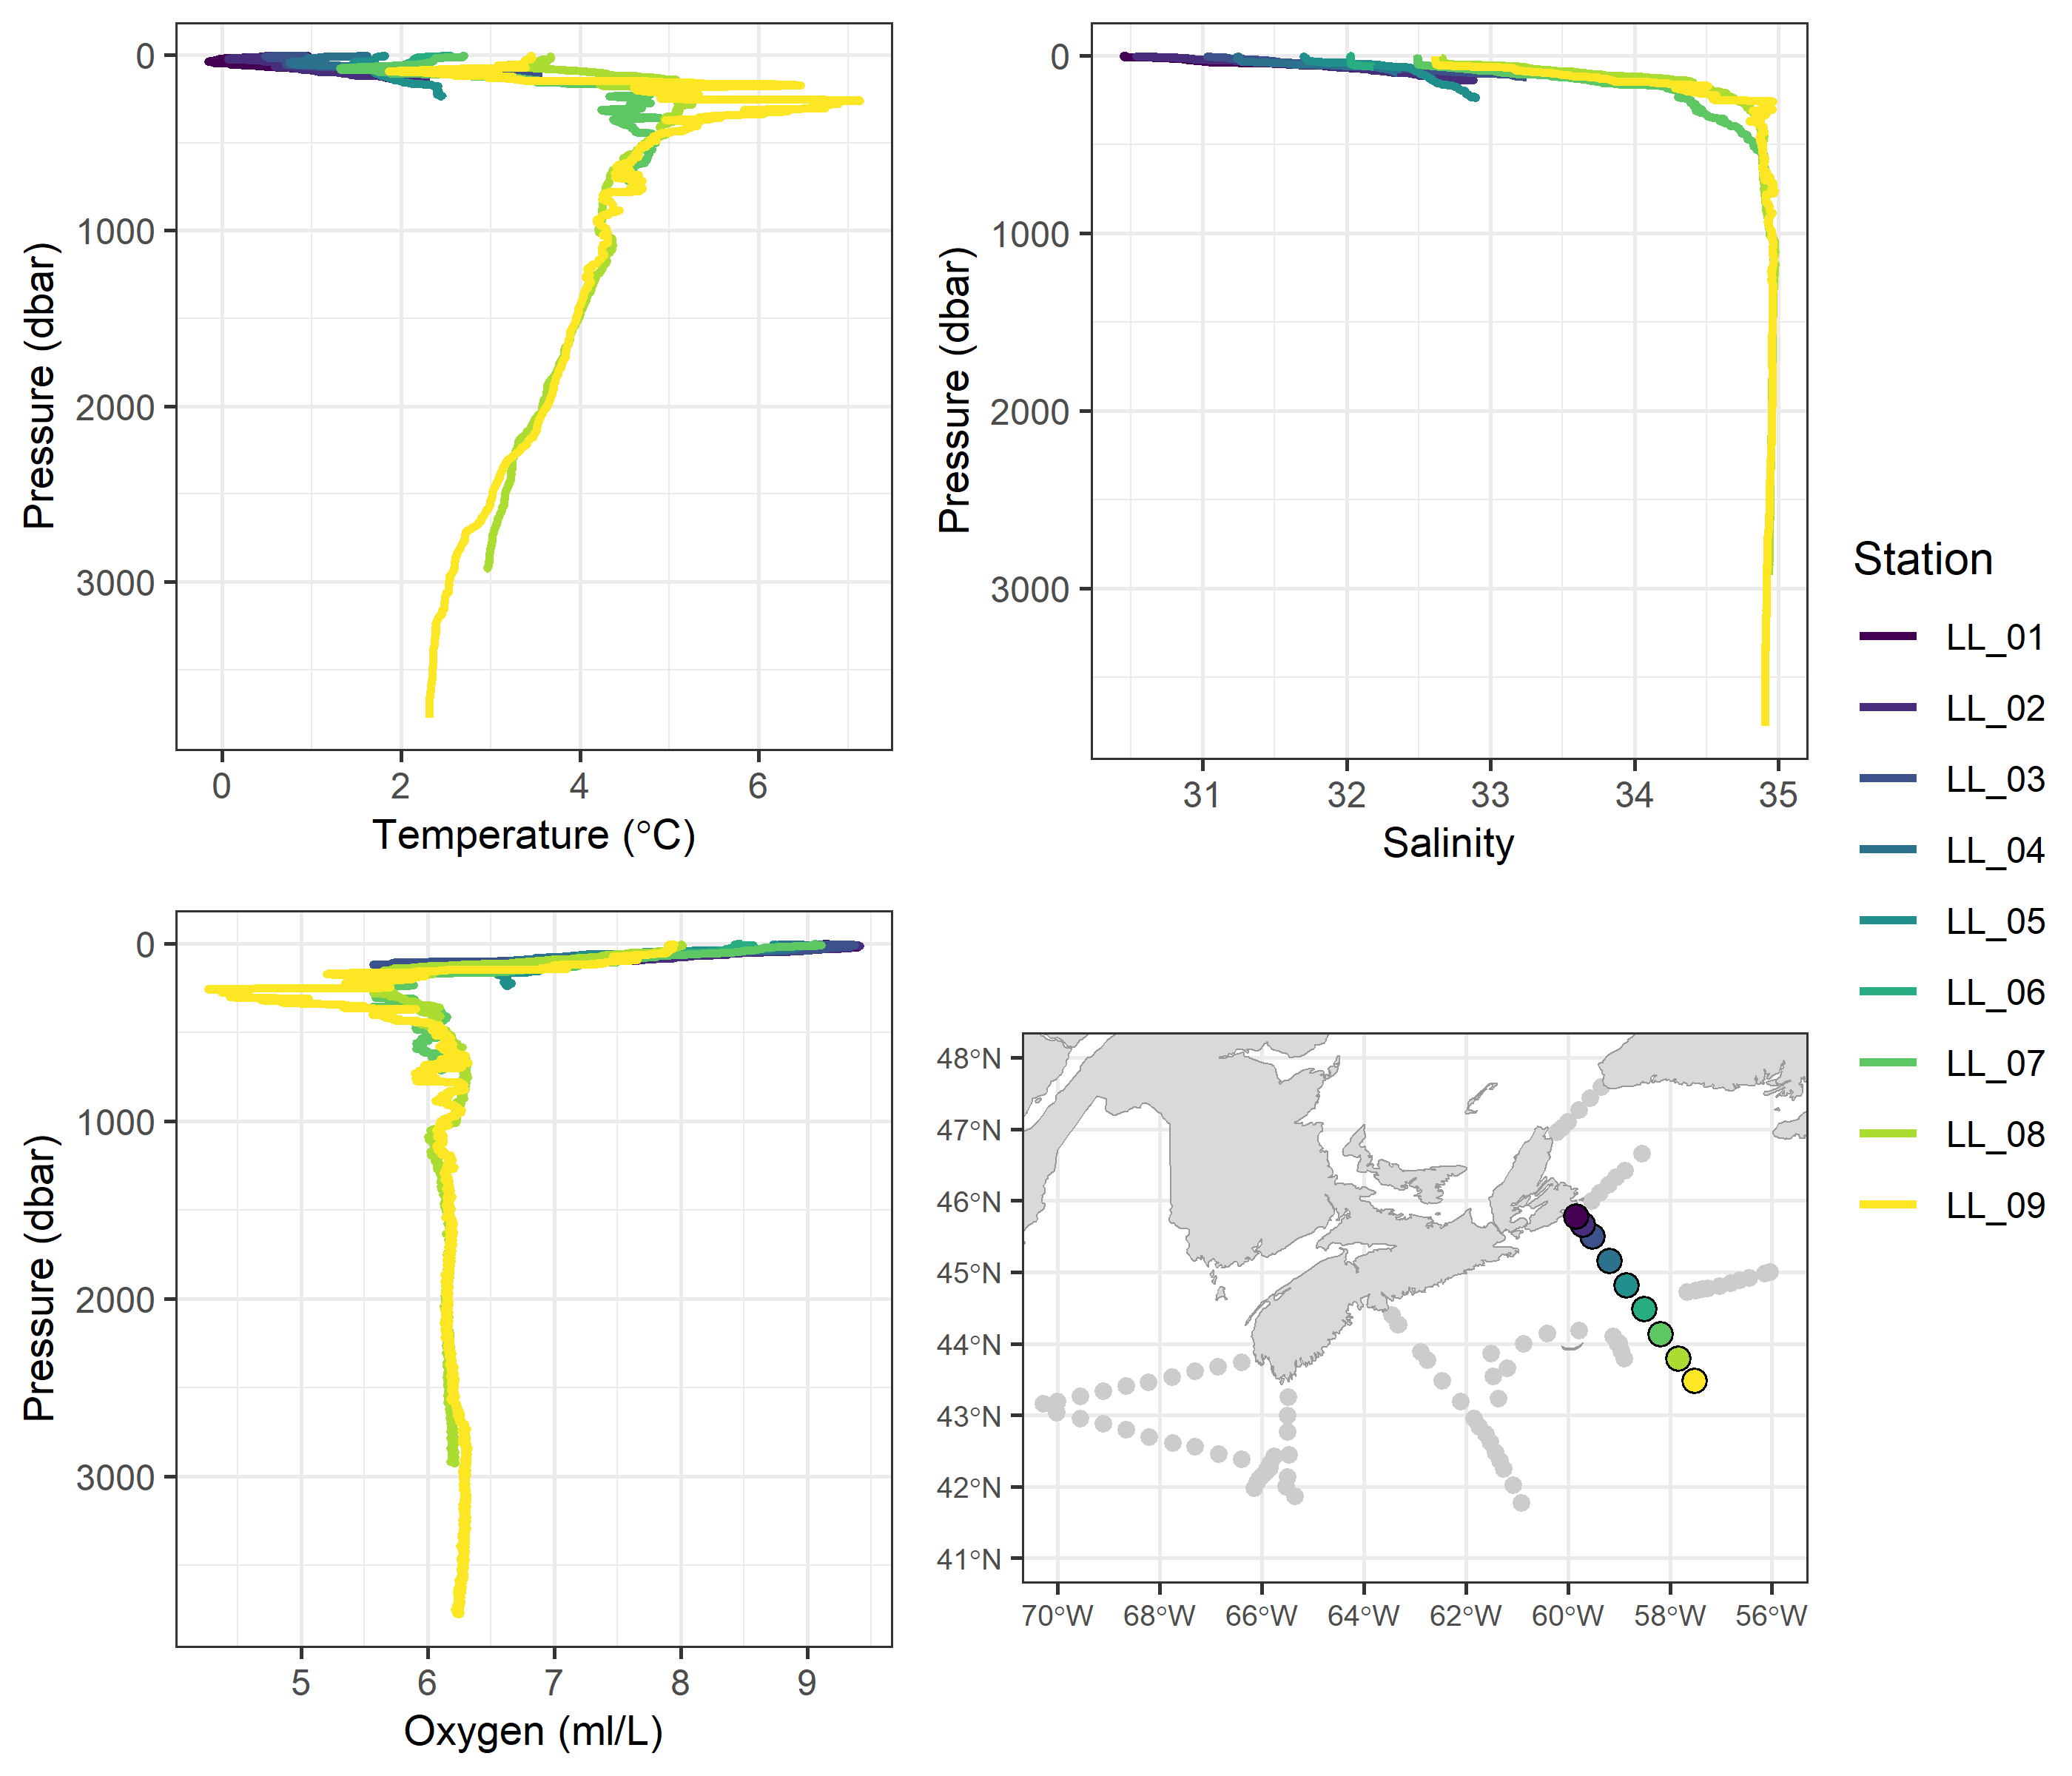 0
1000
2000
3000
Pressure (dbar)
0
2
4
6
Temperature (°C)
0
1000
2000
3000
Pressure (dbar)
31
32
33
34
35
Salinity
0
1000
2000
3000
Pressure (dbar)
5
6
7
8
9
Oxygen (ml/L)
48°N
47°N
46°N
45°N
44°N
43°N
42°N
41°N
70°W
68°W
66°W
64°W
62°W
60°W
58°W
56°W
Station
LL_01
LL_02
LL_03
LL_04
LL_05
LL_06
LL_07
LL_08
LL_09